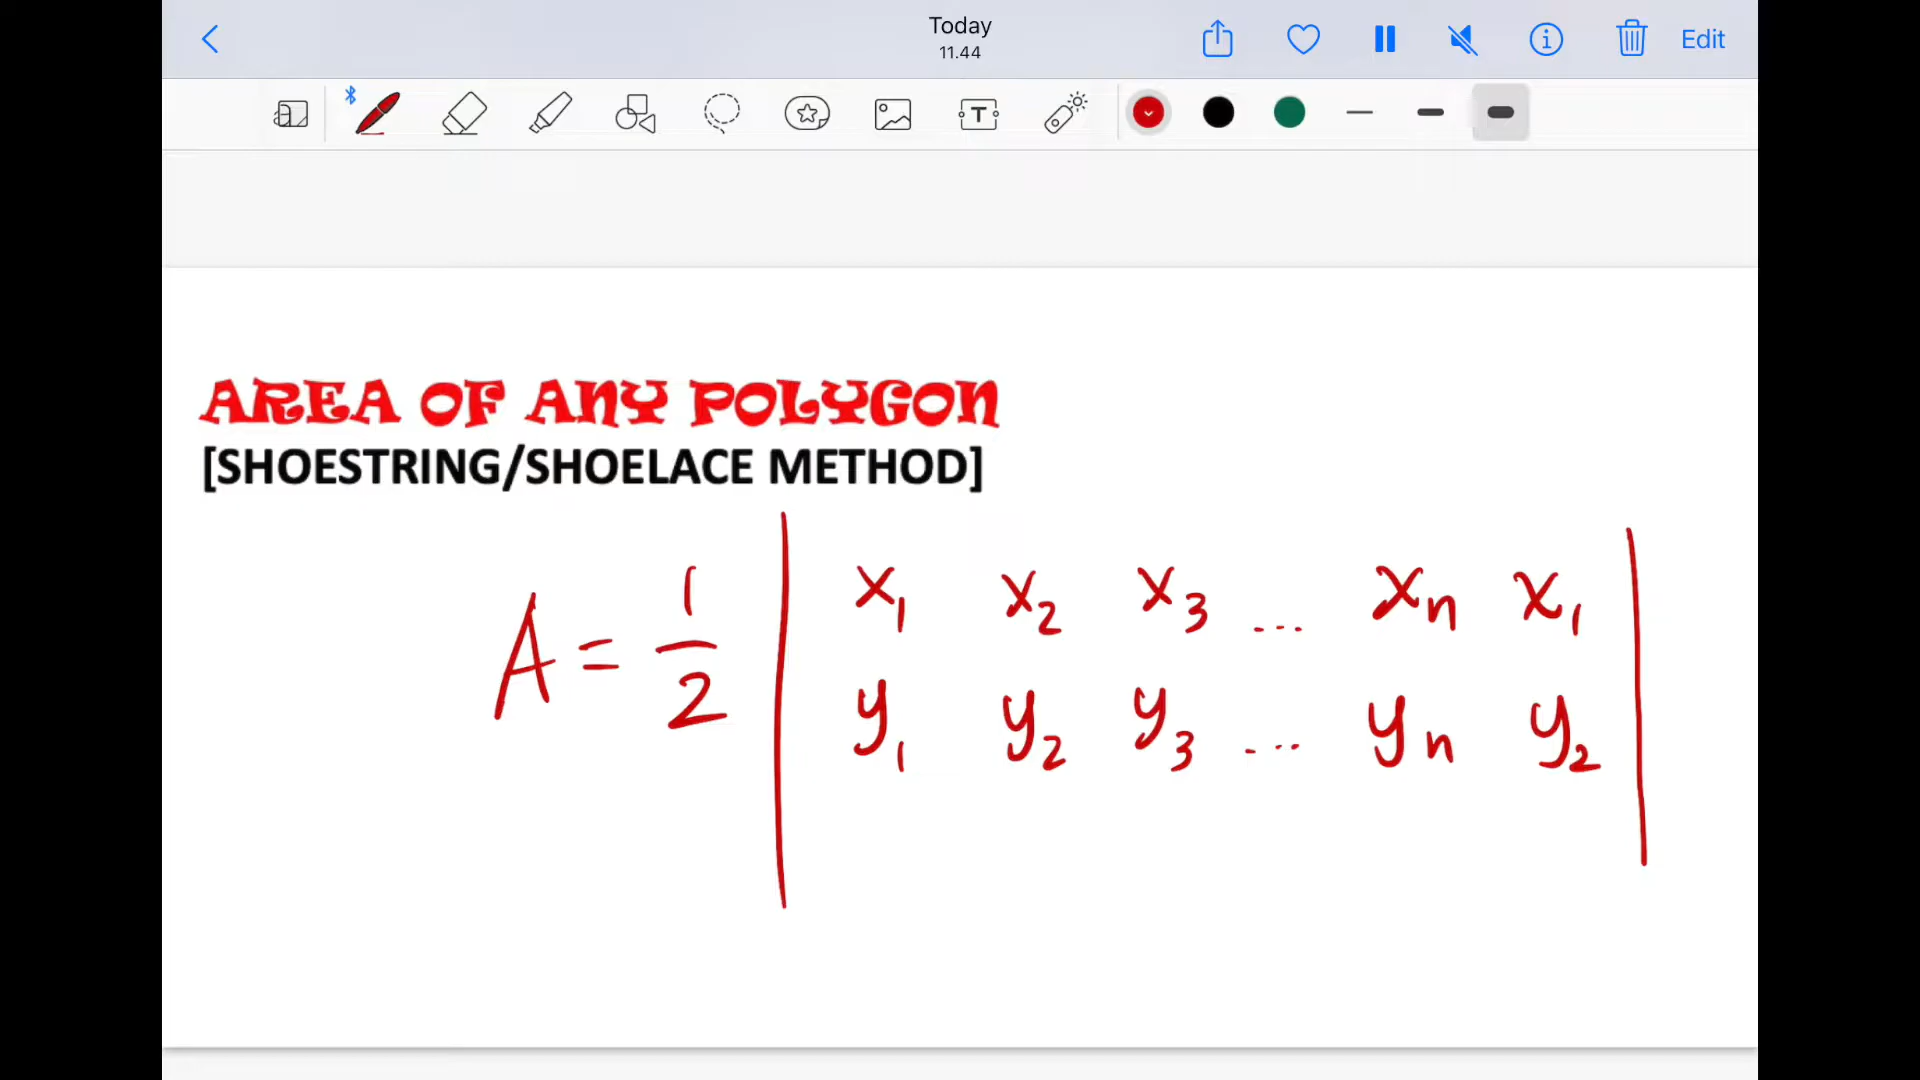 Today
11.44
Edit
AREA OF ANY POLYGON
[SHOESTRING/SHOELACE METHOD]
A = 1/2 | x₁ x₂ x₃ ... xₙ x₁ |
y₁ y₂ y₃ ... yₙ y₂